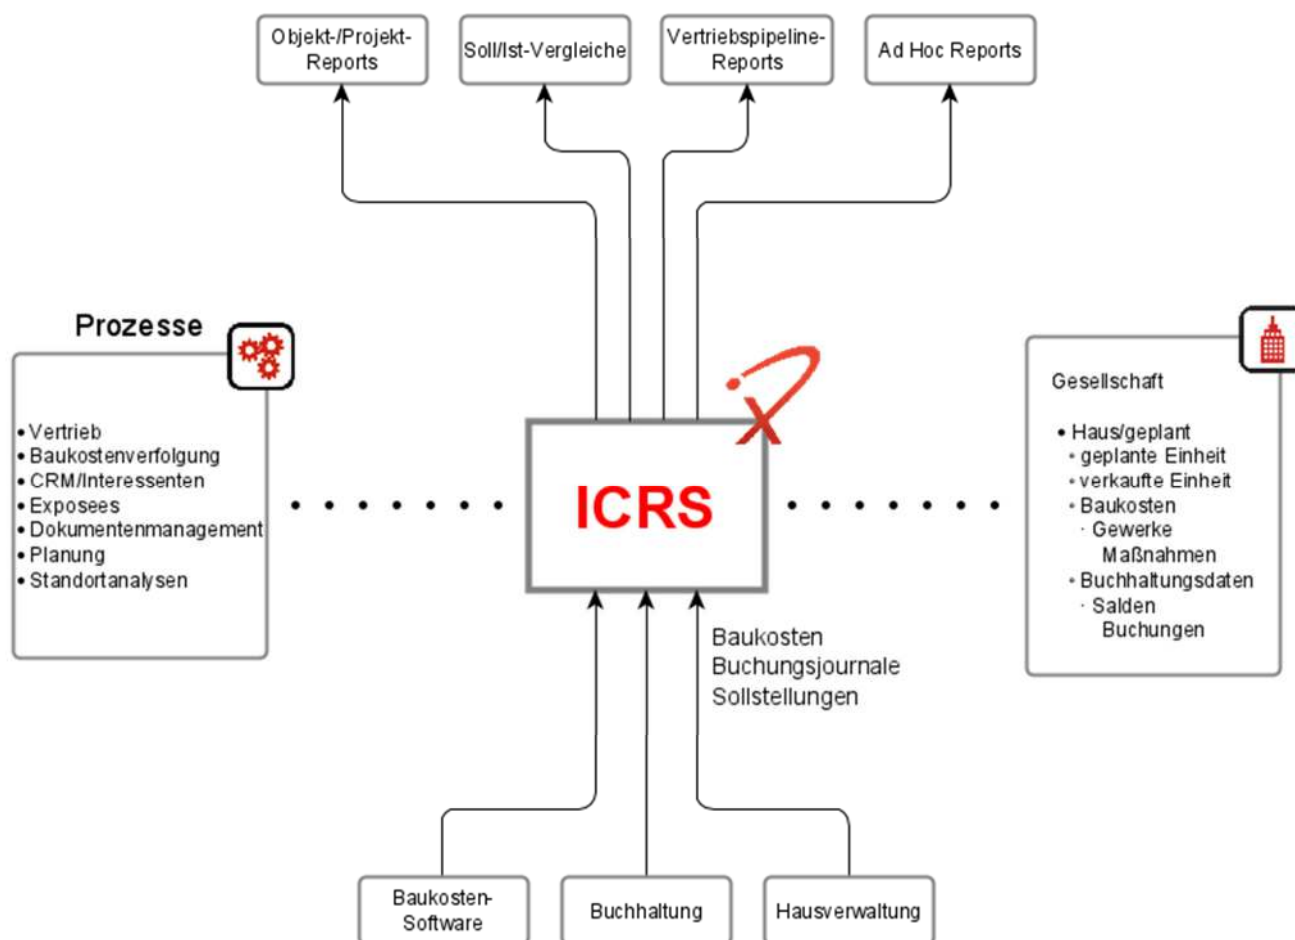 Objekt-/Projekt-
Reports
Soll/Ist-Vergleiche
Vertriebspipeline-
Reports
Ad Hoc Reports
Prozesse
• Vertrieb
• Baukostenverfolgung
• CRM/Interessenten
• Exposees
• Dokumentenmanagement
• Planung
• Standortanalysen
ICRS
Gesellschaft
• Haus/geplant
• geplante Einheit
• verkaufte Einheit
• Baukosten
· Gewerke
Maßnahmen
• Buchhaltungsdaten
· Salden
Buchungen
Baukosten
Buchungsjournale
Sollstellungen
Baukosten-
Software
Buchhaltung
Hausverwaltung